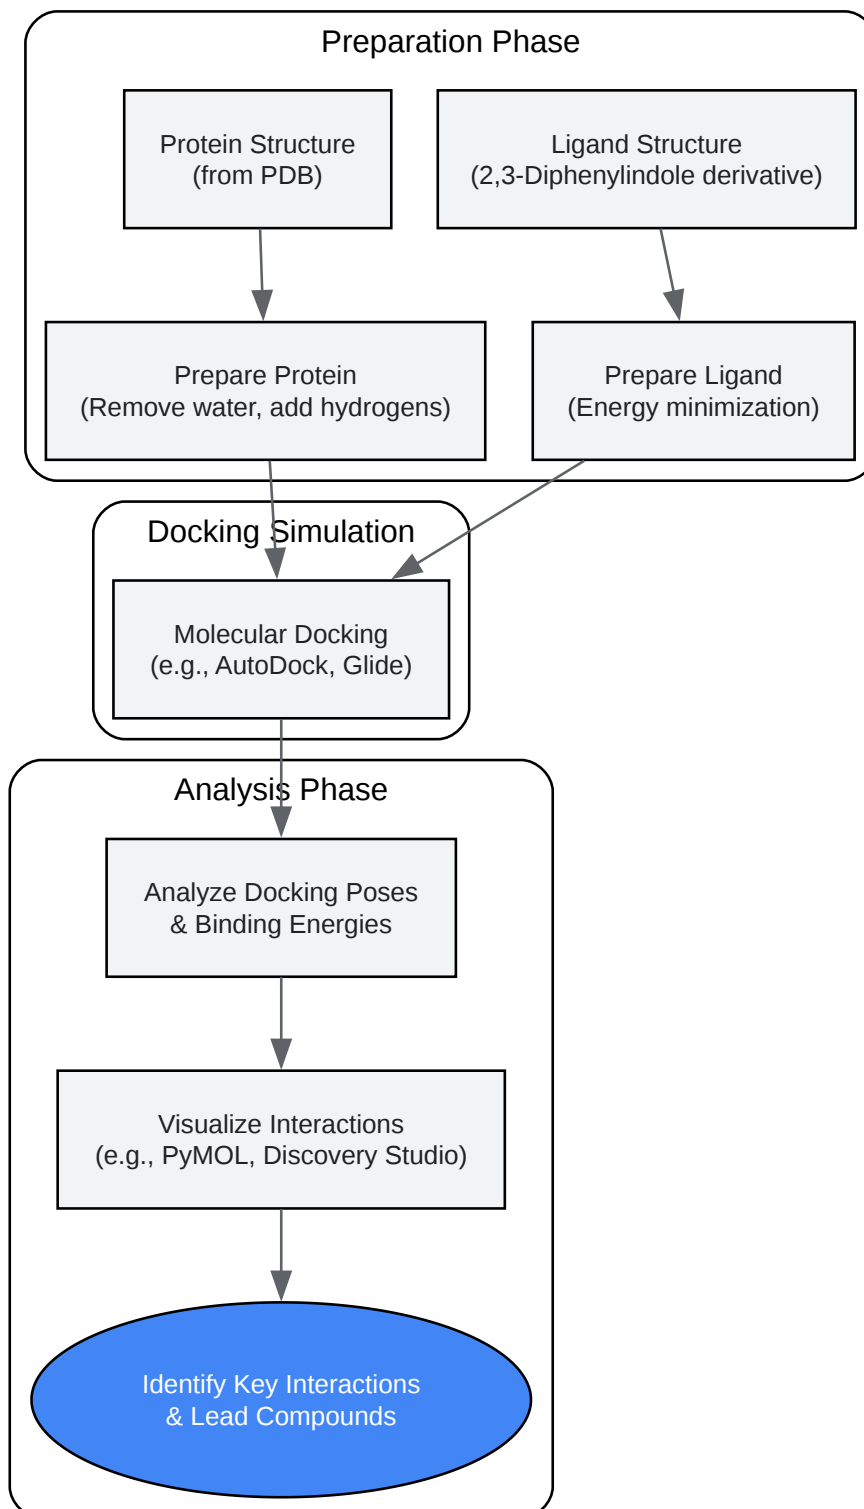 Preparation Phase
Protein Structure
(from PDB)
Ligand Structure
(2,3-Diphenylindole derivative)
Prepare Protein
(Remove water, add hydrogens)
Prepare Ligand
(Energy minimization)
Docking Simulation
Molecular Docking
(e.g., AutoDock, Glide)
Analysis Phase
Analyze Docking Poses
& Binding Energies
Visualize Interactions
(e.g., PyMOL, Discovery Studio)
Identify Key Interactions
& Lead Compounds